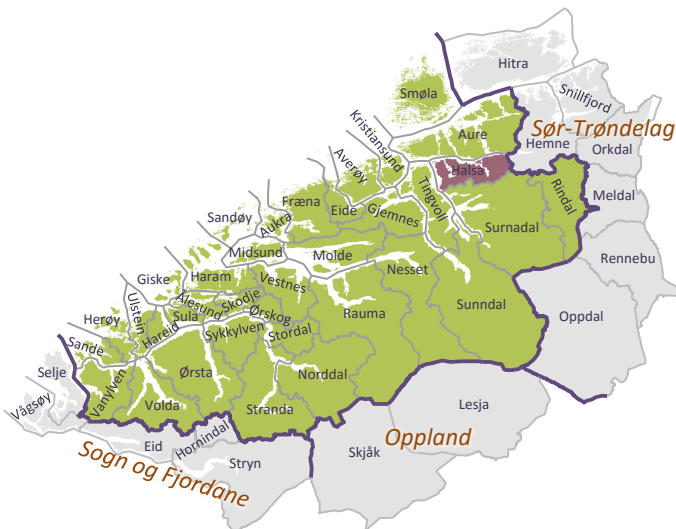 Hitra
Smøla
Snillfjord
Kristiansund
Aure
Sør-Trøndelag
Hemne
Orkdal
Averøy
Halsa
Tingvoll
Rindal
Meldal
Fræna
Eide
Gjemnes
Sandøy
Aukra
Surnadal
Midsund
Molde
Rennebu
Nesset
Giske
Haram
Vestnes
Ulstein
Ålesund
Skodje
Sunndal
Oppdal
Herøy
Sula
Ørskog
Rauma
Hareid
Sykkylven
Stordal
Sande
Selje
Vanylven
Ørsta
Norddal
Vågsøy
Volda
Stranda
Lesja
Eid
Hornindal
Oppland
Skjåk
Stryn
Sogn og Fjordane